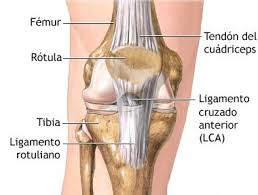 Fémur
Rótula
Tibia
Ligamento
rotuliano
Tendón del
cuádriceps
Ligamento
cruzado
anterior
(LCA)